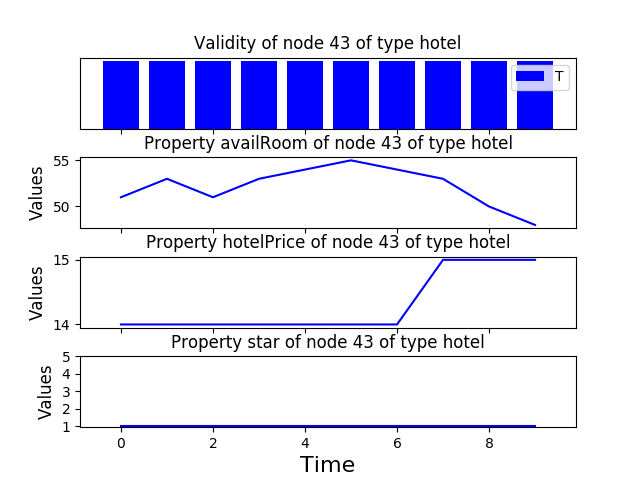 Validity of node 43 of type hotel
T
Property availRoom of node 43 of type hotel
Values
55
50
Property hotelPrice of node 43 of type hotel
Values
15
14
Property star of node 43 of type hotel
Values
5
4
3
2
1
0 2 4 6 8
Time